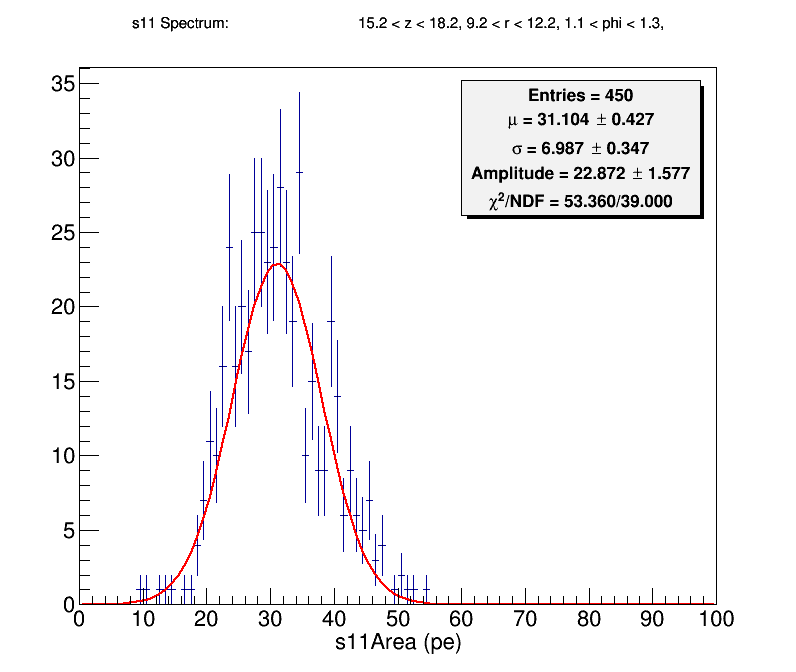 s11 Spectrum: 15.2 < z < 18.2, 9.2 < r < 12.2, 1.1 < phi < 1.3,
Entries = 450
μ = 31.104 ± 0.427
σ = 6.987 ± 0.347
Amplitude = 22.872 ± 1.577
χ²/NDF = 53.360/39.000
35
30
25
20
15
10
5
0
0 10 20 30 40 50 60 70 80 90 100
s11Area (pe)